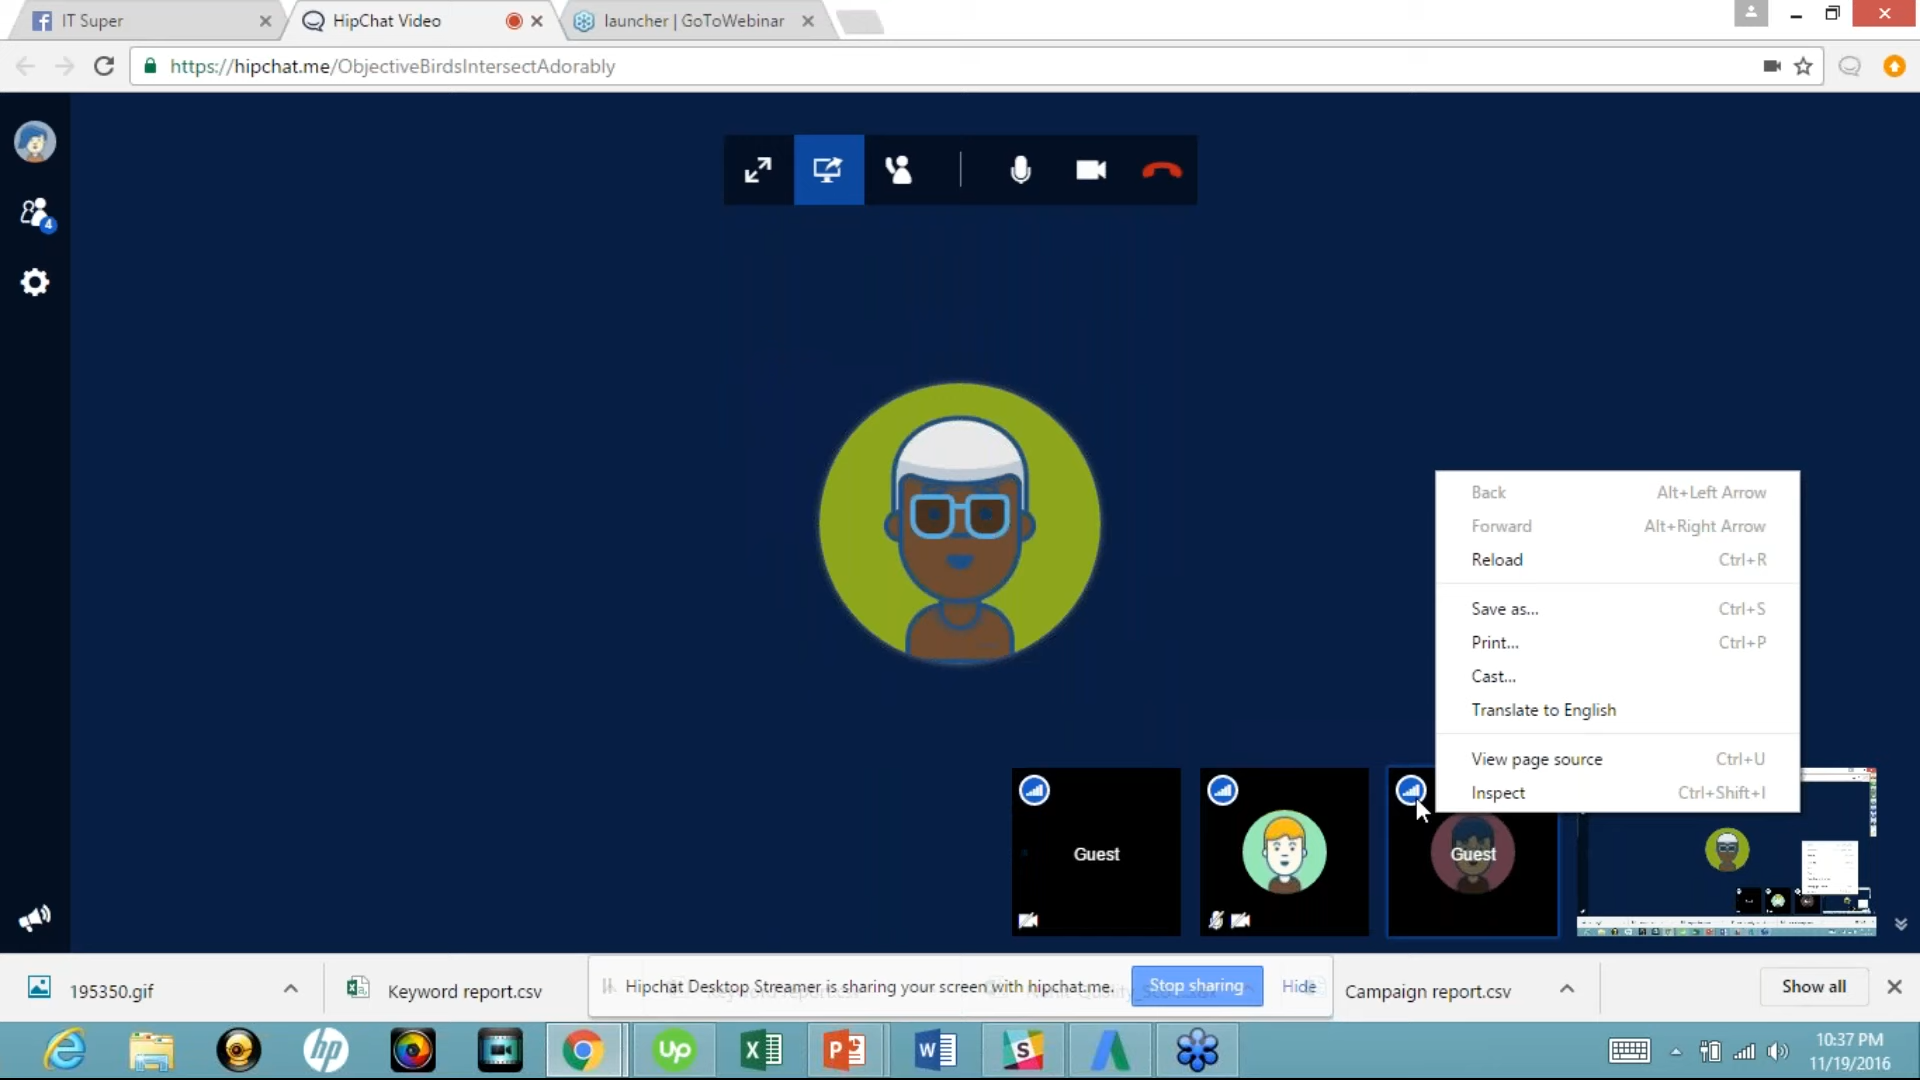 IT Super
HipChat Video
launcher | GoToWebinar
https://hipchat.me/ObjectiveBirdsIntersectAdorably
4
Back Alt+Left Arrow
Forward Alt+Right Arrow
Reload Ctrl+R
Save as... Ctrl+S
Print... Ctrl+P
Cast...
Translate to English
View page source Ctrl+U
Inspect Ctrl+Shift+I
Guest
Guest
195350.gif
Keyword report.csv
Hipchat Desktop Streamer is sharing your screen with hipchat.me.
Stop sharing
Hide
Campaign report.csv
Show all
hp
Up
X
P
W
S
10:37 PM
11/19/2016